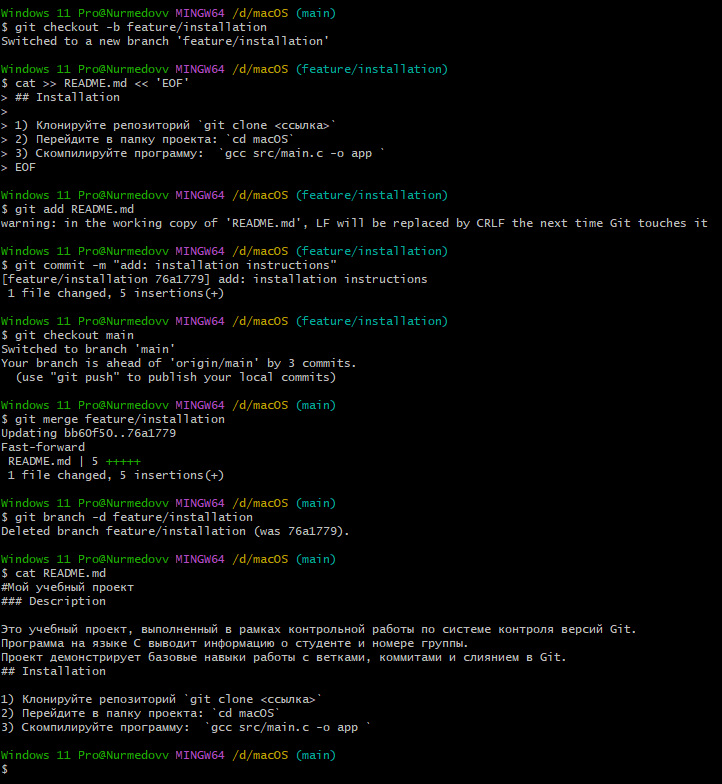 Windows 11 Pro@Nurmedovv MINGW64 /d/macOS (main)
$ git checkout -b feature/installation
Switched to a new branch 'feature/installation'

Windows 11 Pro@Nurmedovv MINGW64 /d/macOS (feature/installation)
$ cat >> README.md << 'EOF'
> ## Installation
>
> 1) Клонируйте репозиторий `git clone <ссылка>`
> 2) Перейдите в папку проекта: `cd macOS`
> 3) Скомпилируйте программу:  `gcc src/main.c -o app `
> EOF

Windows 11 Pro@Nurmedovv MINGW64 /d/macOS (feature/installation)
$ git add README.md
warning: in the working copy of 'README.md', LF will be replaced by CRLF the next time Git touches it

Windows 11 Pro@Nurmedovv MINGW64 /d/macOS (feature/installation)
$ git commit -m "add: installation instructions"
[feature/installation 76a1779] add: installation instructions
 1 file changed, 5 insertions(+)

Windows 11 Pro@Nurmedovv MINGW64 /d/macOS (feature/installation)
$ git checkout main
Switched to branch 'main'
Your branch is ahead of 'origin/main' by 3 commits.
  (use "git push" to publish your local commits)

Windows 11 Pro@Nurmedovv MINGW64 /d/macOS (main)
$ git merge feature/installation
Updating bb60f50..76a1779
Fast-forward
 README.md | 5 +++++
 1 file changed, 5 insertions(+)

Windows 11 Pro@Nurmedovv MINGW64 /d/macOS (main)
$ git branch -d feature/installation
Deleted branch feature/installation (was 76a1779).

Windows 11 Pro@Nurmedovv MINGW64 /d/macOS (main)
$ cat README.md
#Мой учебный проект
### Description

Это учебный проект, выполненный в рамках контрольной работы по системе контроля версий Git.
Программа на языке C выводит информацию о студенте и номере группы.
Проект демонстрирует базовые навыки работы с ветками, коммитами и слиянием в Git.
## Installation

1) Клонируйте репозиторий `git clone <ссылка>`
2) Перейдите в папку проекта: `cd macOS`
3) Скомпилируйте программу:  `gcc src/main.c -o app `

Windows 11 Pro@Nurmedovv MINGW64 /d/macOS (main)
$